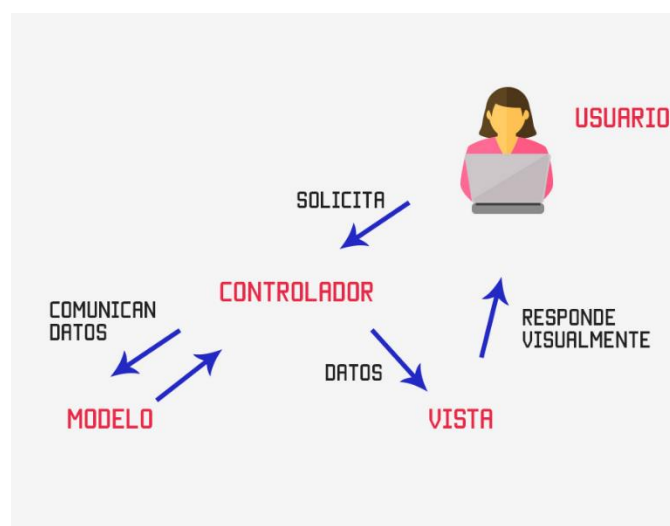 USUARIO
SOLICITA
CONTROLADOR
COMUNICAN
DATOS
RESPONDE
VISUALMENTE
DATOS
MODELO
VISTA